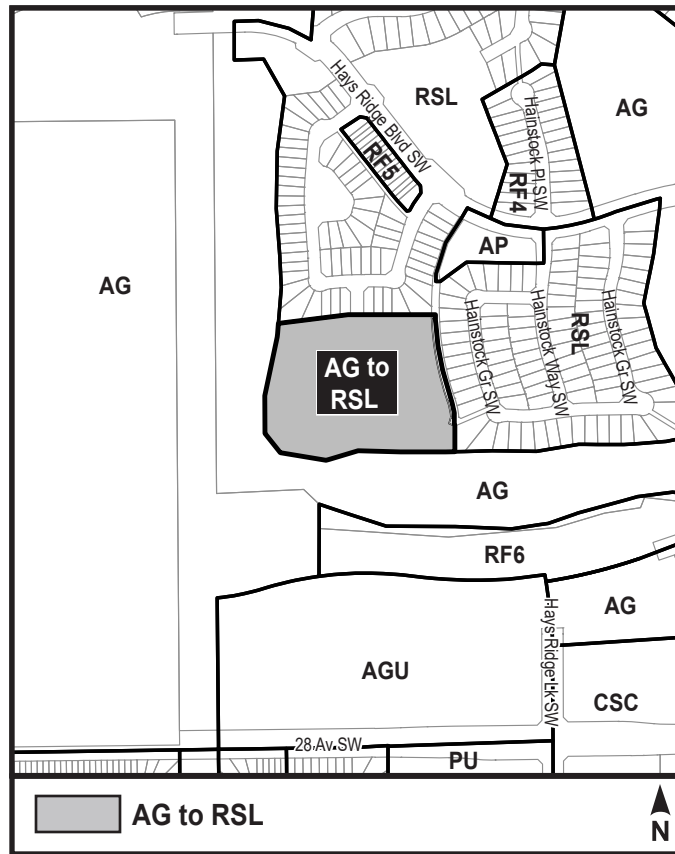 Hays Ridge Blvd SW
RSL
AG
Hainstock Pl SW
RF5
RF4
AP
AG
Hainstock Gr SW
Hainstock Way SW
RSL
Hainstock Gr SW
AG to
RSL
AG
RF6
Hays Ridge Lk SW
AG
AGU
CSC
28 Av SW
PU
AG to RSL
N